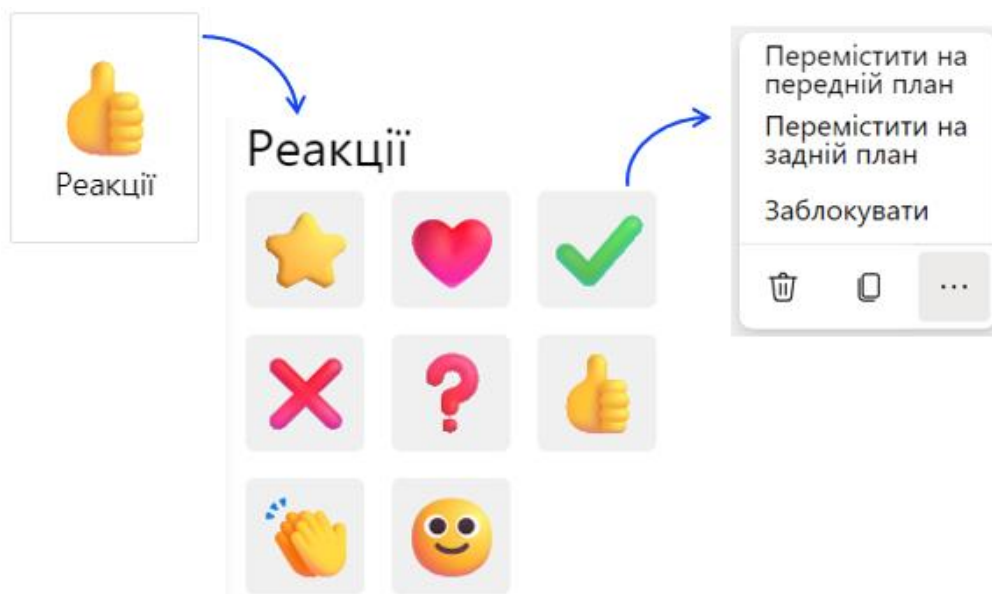 Реакції
Реакції
Перемістити на
передній план
Перемістити на
задній план
Заблокувати